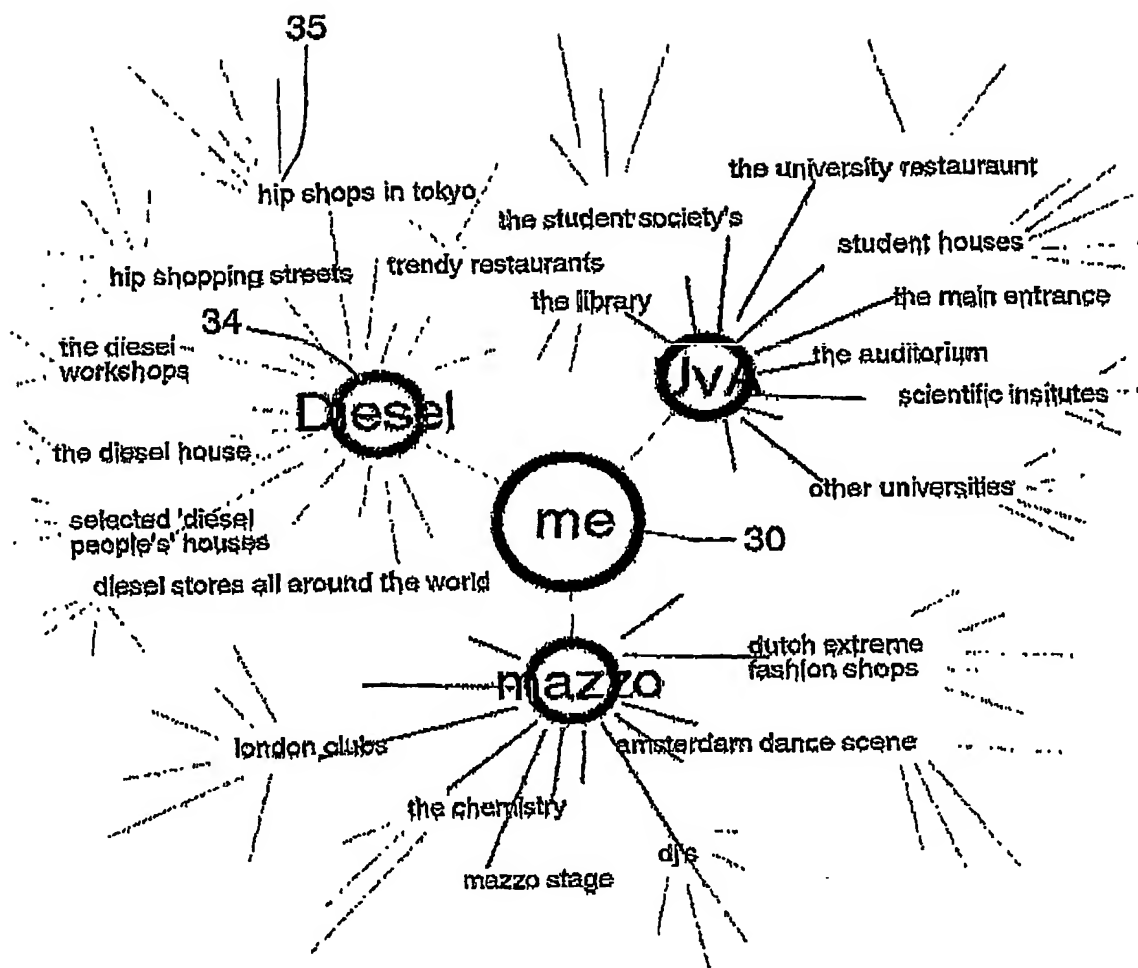 35
the university restauraunt
hip shops in tokyo
the student society's
student houses
hip shopping streets
trendy restaurants
the library
the main entrance
34
the diesel
workshops
UvA
the auditorium
scientific insitutes
Diesel
the diesel house
other universities
selected 'diesel
people's' houses
me
30
diesel stores all around the world
dutch extreme
fashion shops
mazzo
london clubs
amsterdam dance scene
the chemistry
dj's
mazzo stage